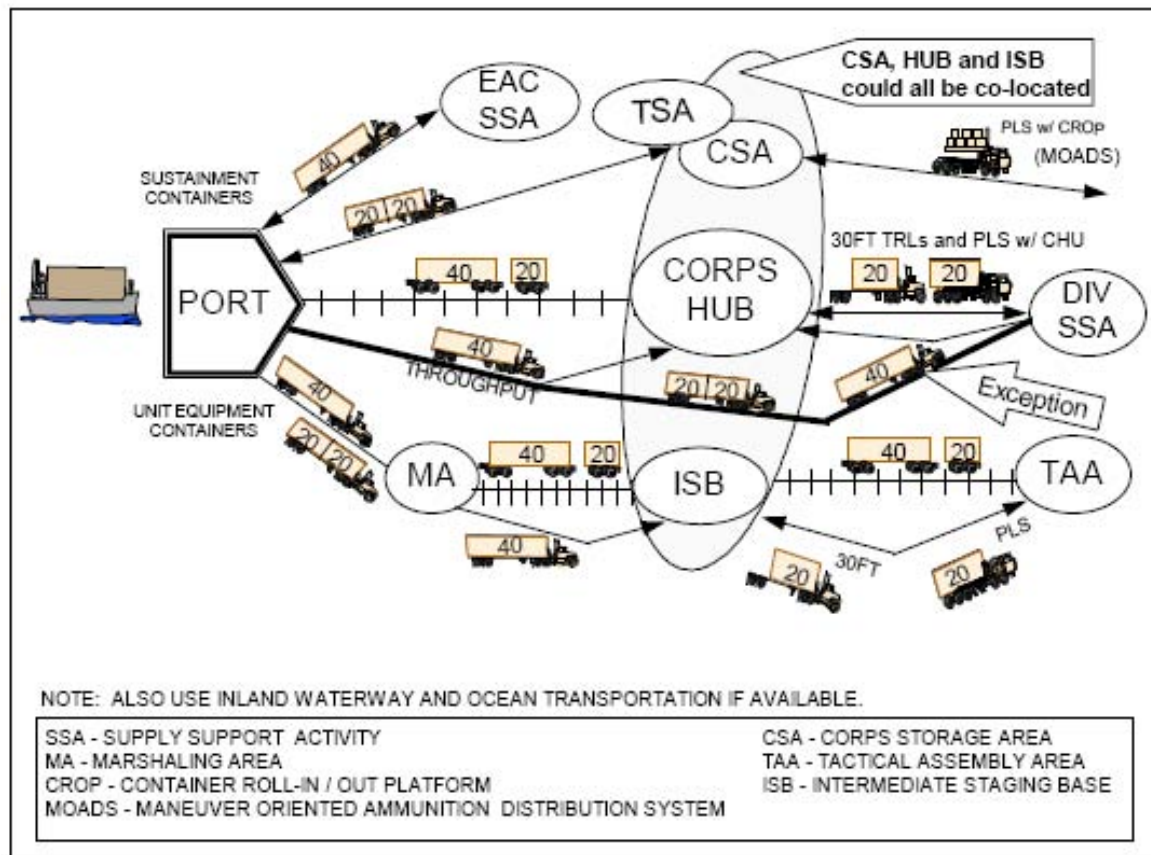 EAC
SSA
TSA
CSA
CSA, HUB and ISB
could all be co-located
PLS w/ CROP
(MOADS)
40
SUSTAINMENT
CONTAINERS
20 20
PORT
40 20
CORPS
HUB
30FT TRLs and PLS w/ CHU
20 20
DIV
SSA
40
THROUGHPUT
20 20
40
Exception
UNIT EQUIPMENT
CONTAINERS
40
20 20
MA
40 20
ISB
40 20
TAA
40
20
30FT
PLS
20
NOTE: ALSO USE INLAND WATERWAY AND OCEAN TRANSPORTATION IF AVAILABLE.
SSA - SUPPLY SUPPORT ACTIVITY
MA - MARSHALING AREA
CROP - CONTAINER ROLL-IN / OUT PLATFORM
MOADS - MANEUVER ORIENTED AMMUNITION DISTRIBUTION SYSTEM
CSA - CORPS STORAGE AREA
TAA - TACTICAL ASSEMBLY AREA
ISB - INTERMEDIATE STAGING BASE